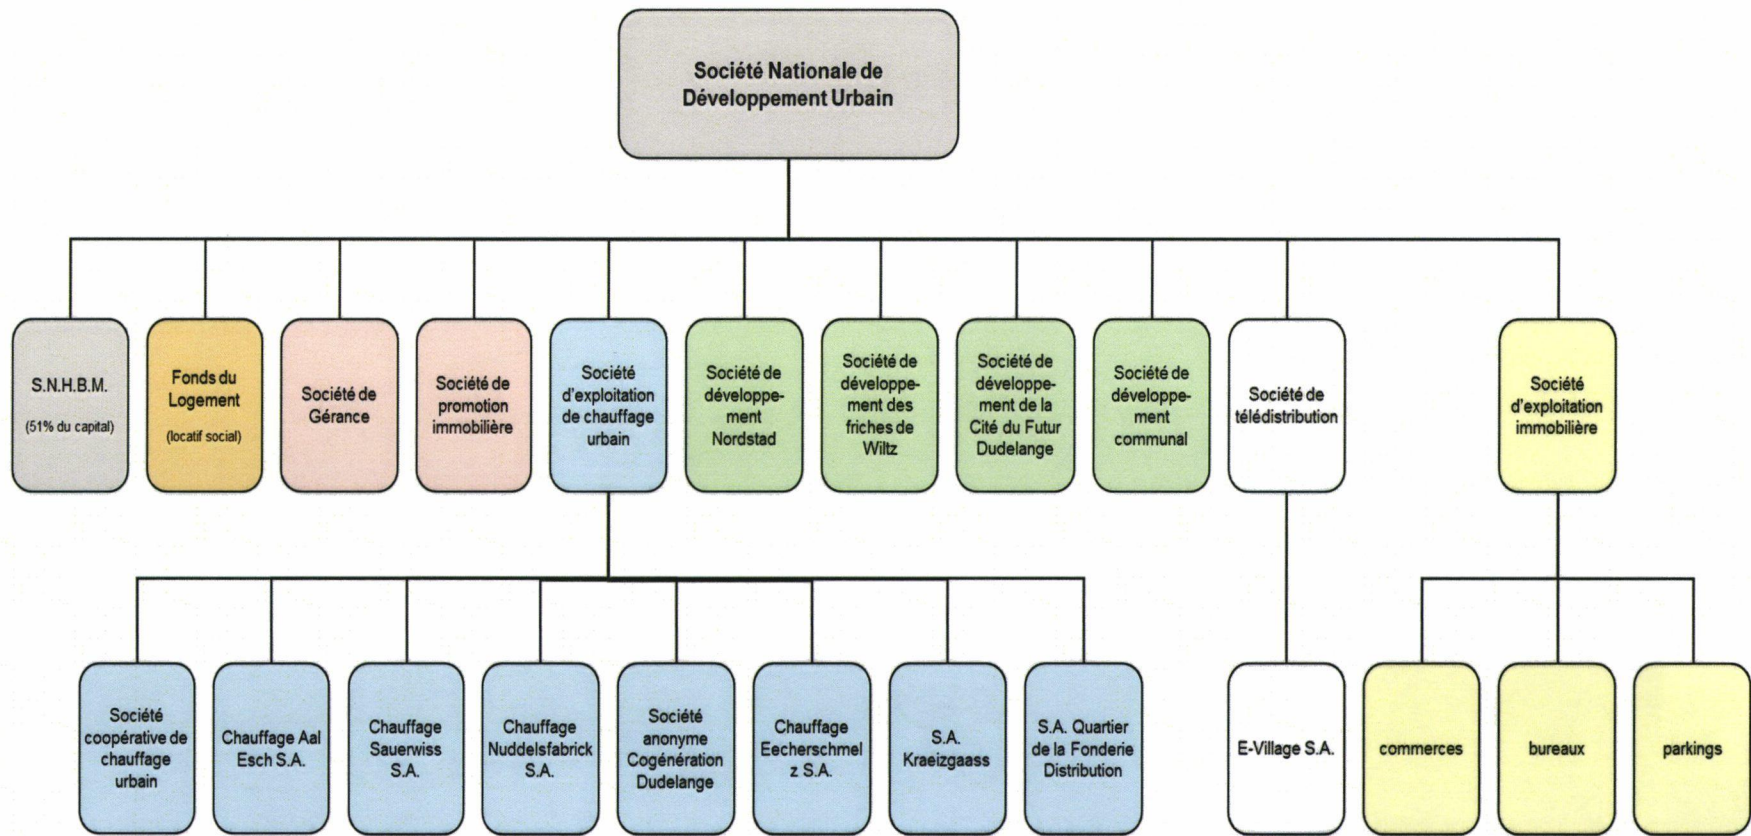 Société Nationale de
Développement Urbain
S.N.H.B.M.
(51% du capital)
Fonds du
Logement
(locatif social)
Société de
Gérance
Société de
promotion
immobilière
Société
d'exploitation
de chauffage
urbain
Société de
développe-
ment
Nordstad
Société de
développe-
ment des
friches de
Wiltz
Société de
développe-
ment de la
Cité du Futur
Dudelange
Société de
développe-
ment
communal
Société de
télédistribution
Société
d'exploitation
immobilière
Société
coopérative de
chauffage
urbain
Chauffage Aal
Esch S.A.
Chauffage
Sauerwiss
S.A.
Chauffage
Nuddelsfabrick
S.A.
Société
anonyme
Cogénération
Dudelange
Chauffage
Eecherschmel
z S.A.
S.A.
Kraeizgaass
S.A. Quartier
de la Fonderie
Distribution
E-Village S.A.
commerces
bureaux
parkings